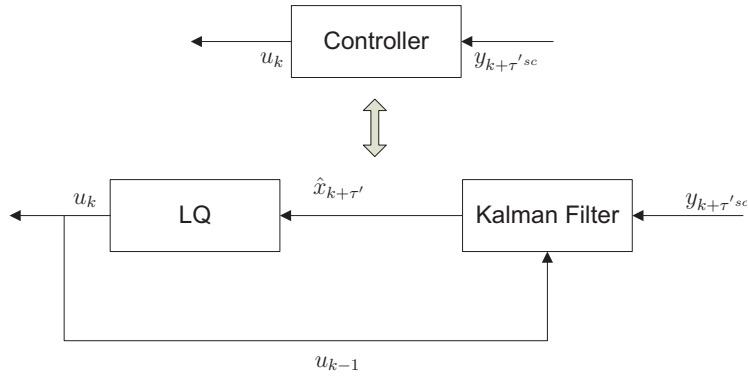 Controller
u_k
y_{k+τ'^{sc}}
u_k
LQ
x̂_{k+τ'}
Kalman Filter
y_{k+τ'^{sc}}
u_{k−1}